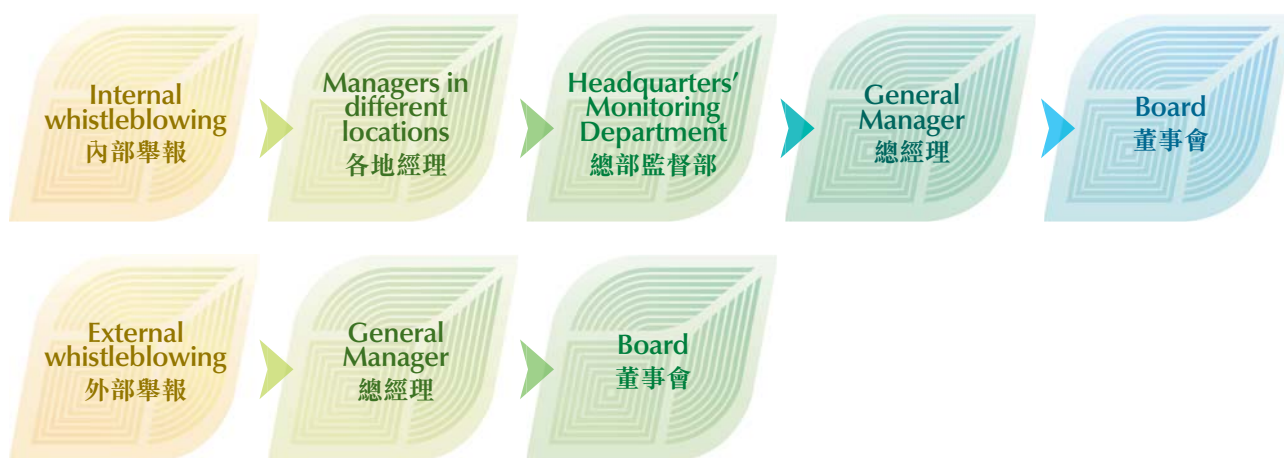 Internal
whistleblowing
內部舉報
Managers in
different
locations
各地經理
Headquarters’
Monitoring
Department
總部監督部
General
Manager
總經理
Board
董事會
External
whistleblowing
外部舉報
General
Manager
總經理
Board
董事會